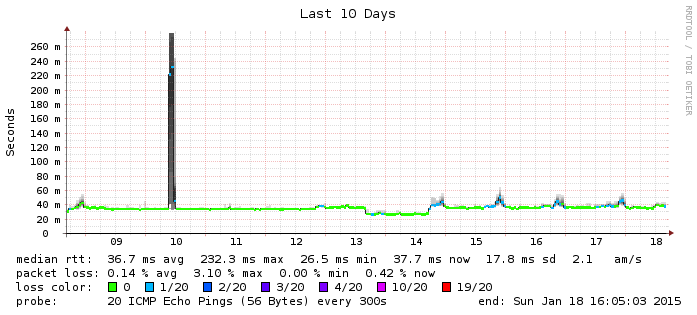 Last 10 Days
RRDTOOL / TOBI OETIKER
Seconds
260 m
240 m
220 m
200 m
180 m
160 m
140 m
120 m
100 m
80 m
60 m
40 m
20 m
0
09 10 11 12 13 14 15 16 17 18
median rtt: 36.7 ms avg 232.3 ms max 26.5 ms min 37.7 ms now 17.8 ms sd 2.1 am/s
packet loss: 0.14 % avg 3.10 % max 0.00 % min 0.42 % now
loss color: 0 1/20 2/20 3/20 4/20 10/20 19/20
probe: 20 ICMP Echo Pings (56 Bytes) every 300s end: Sun Jan 18 16:05:03 2015